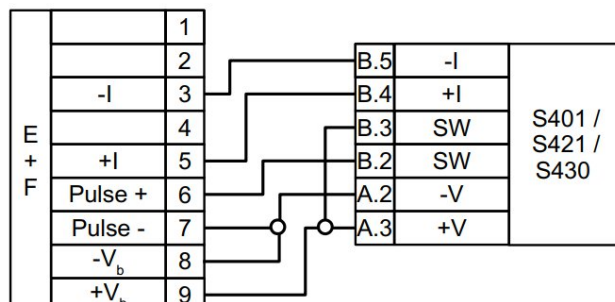 1
2
-I 3
4
+I 5
Pulse + 6
Pulse - 7
-Vb 8
+Vb 9
E
+
F
B.5 -I
B.4 +I
B.3 SW
B.2 SW
A.2 -V
A.3 +V
S401 /
S421 /
S430